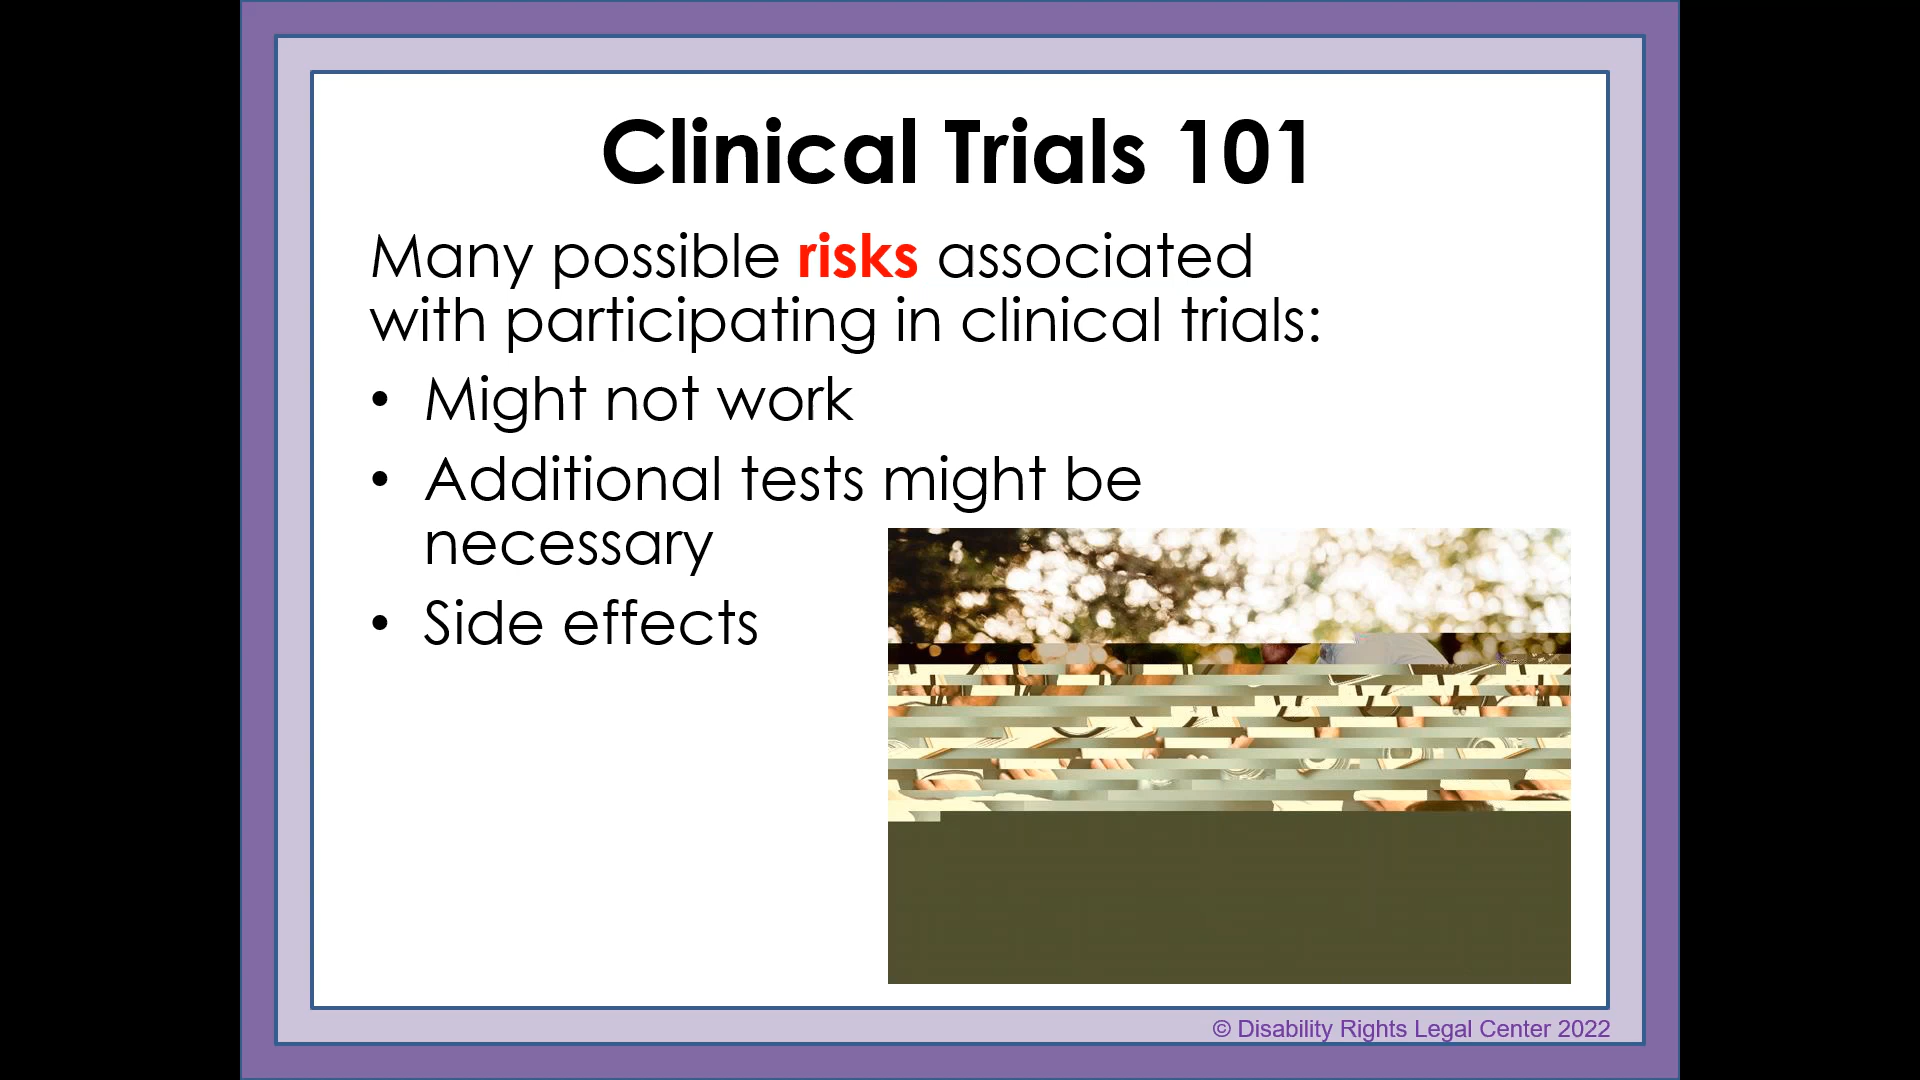 Clinical Trials 101
Many possible risks associated
with participating in clinical trials:
• Might not work
• Additional tests might be
necessary
• Side effects
© Disability Rights Legal Center 2022